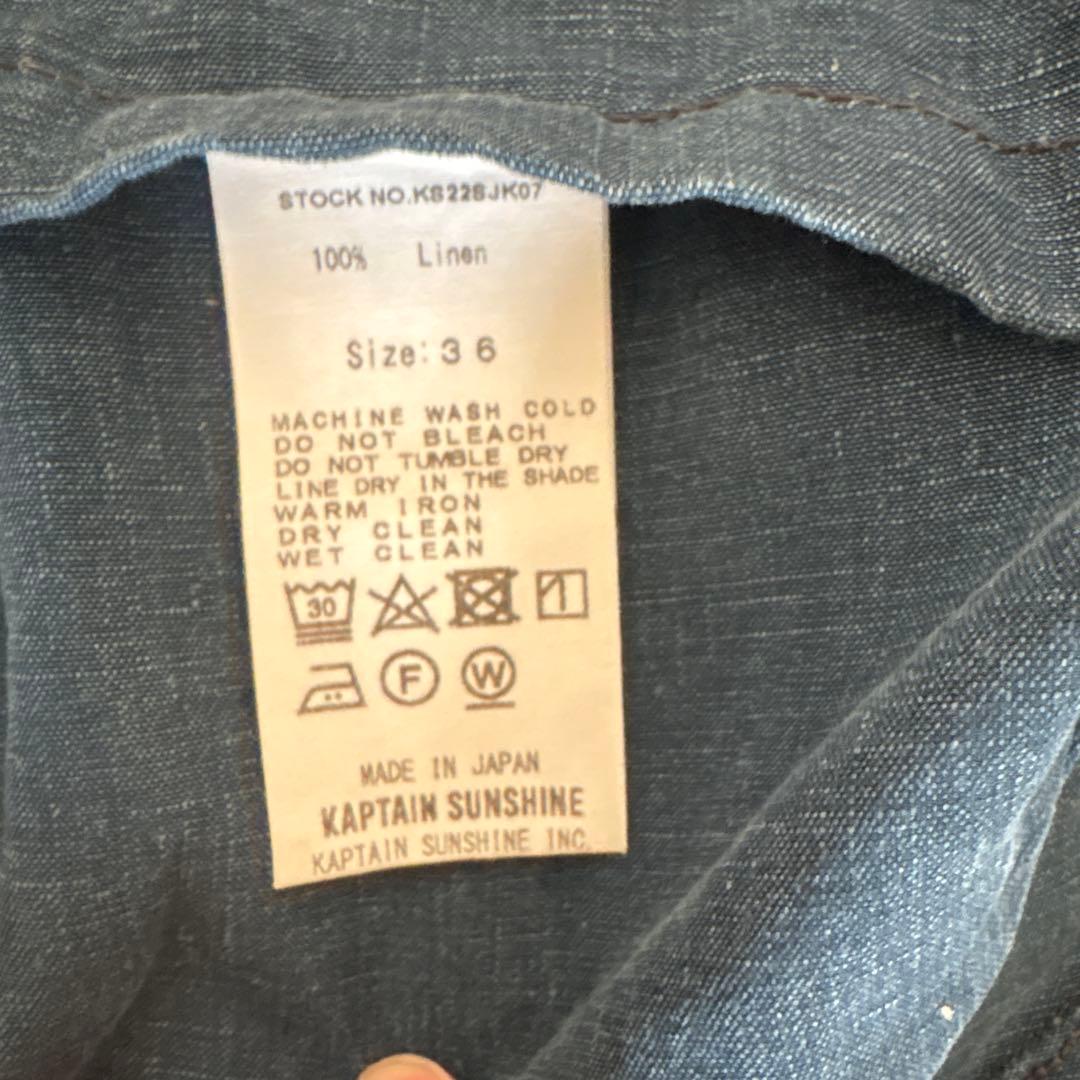 STOCK NO.KS22SJK07
100% Linen
Size:36
MACHINE WASH COLD
DO NOT BLEACH
DO NOT TUMBLE DRY
LINE DRY IN THE SHADE
WARM IRON
DRY CLEAN
WET CLEAN
30
F W
MADE IN JAPAN
KAPTAIN SUNSHINE
KAPTAIN SUNSHINE INC.